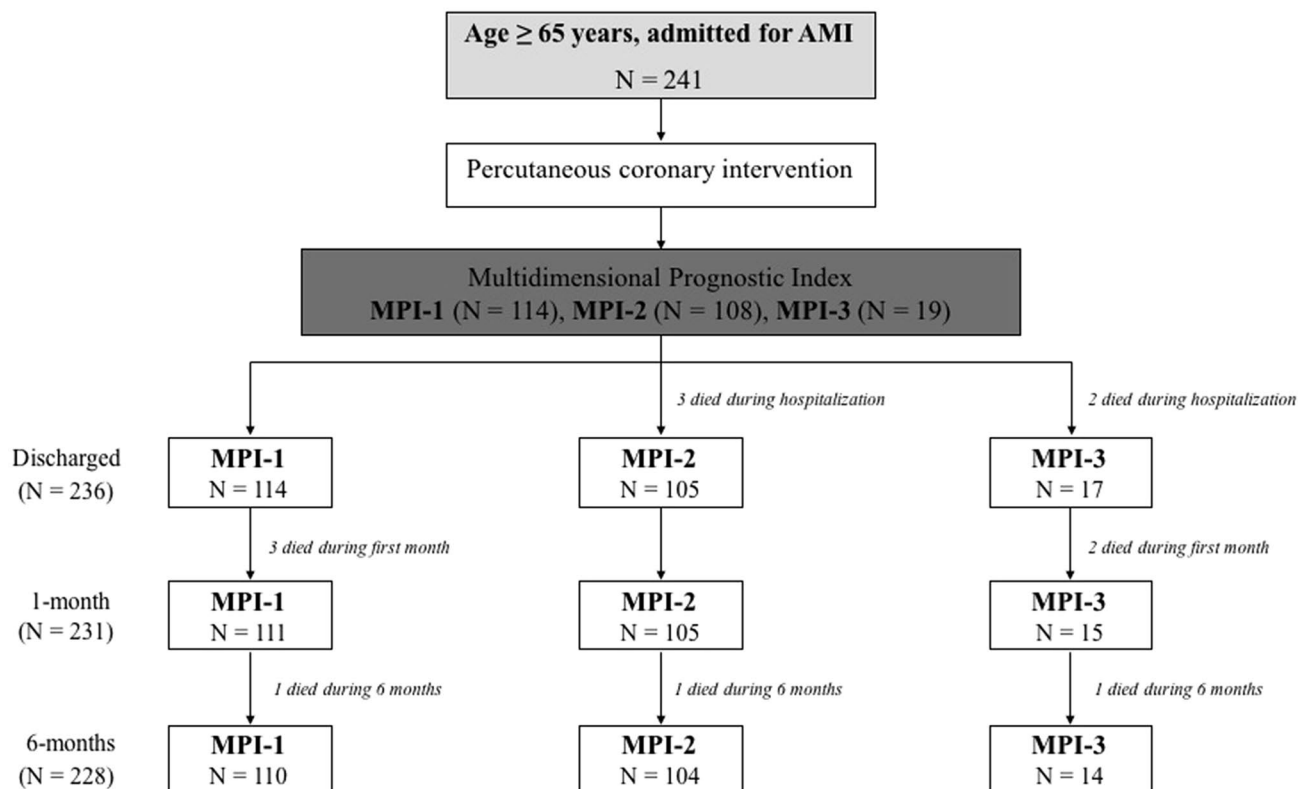 Age ≥ 65 years, admitted for AMI
N = 241
Percutaneous coronary intervention
Multidimensional Prognostic Index
MPI-1 (N = 114), MPI-2 (N = 108), MPI-3 (N = 19)
3 died during hospitalization
2 died during hospitalization
Discharged
(N = 236)
MPI-1
N = 114
MPI-2
N = 105
MPI-3
N = 17
3 died during first month
2 died during first month
1-month
(N = 231)
MPI-1
N = 111
MPI-2
N = 105
MPI-3
N = 15
1 died during 6 months
1 died during 6 months
1 died during 6 months
6-months
(N = 228)
MPI-1
N = 110
MPI-2
N = 104
MPI-3
N = 14